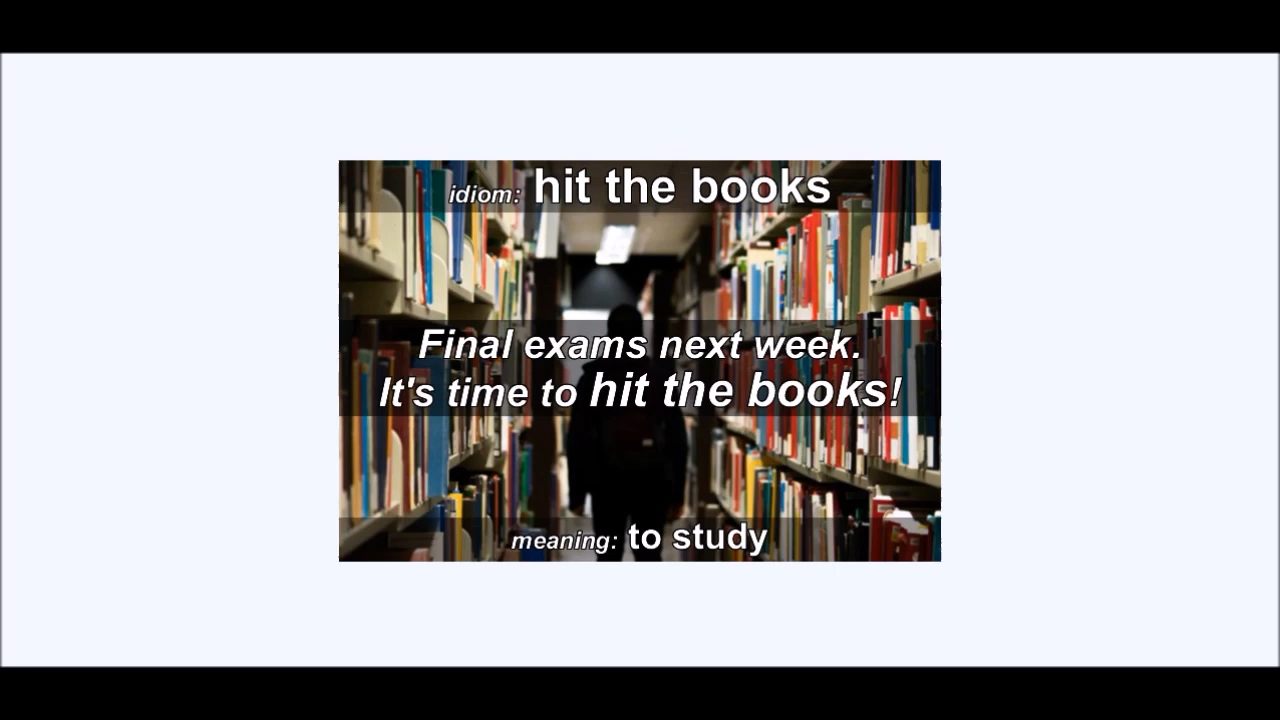 idiom: hit the books
Final exams next week.
It's time to hit the books!
meaning: to study